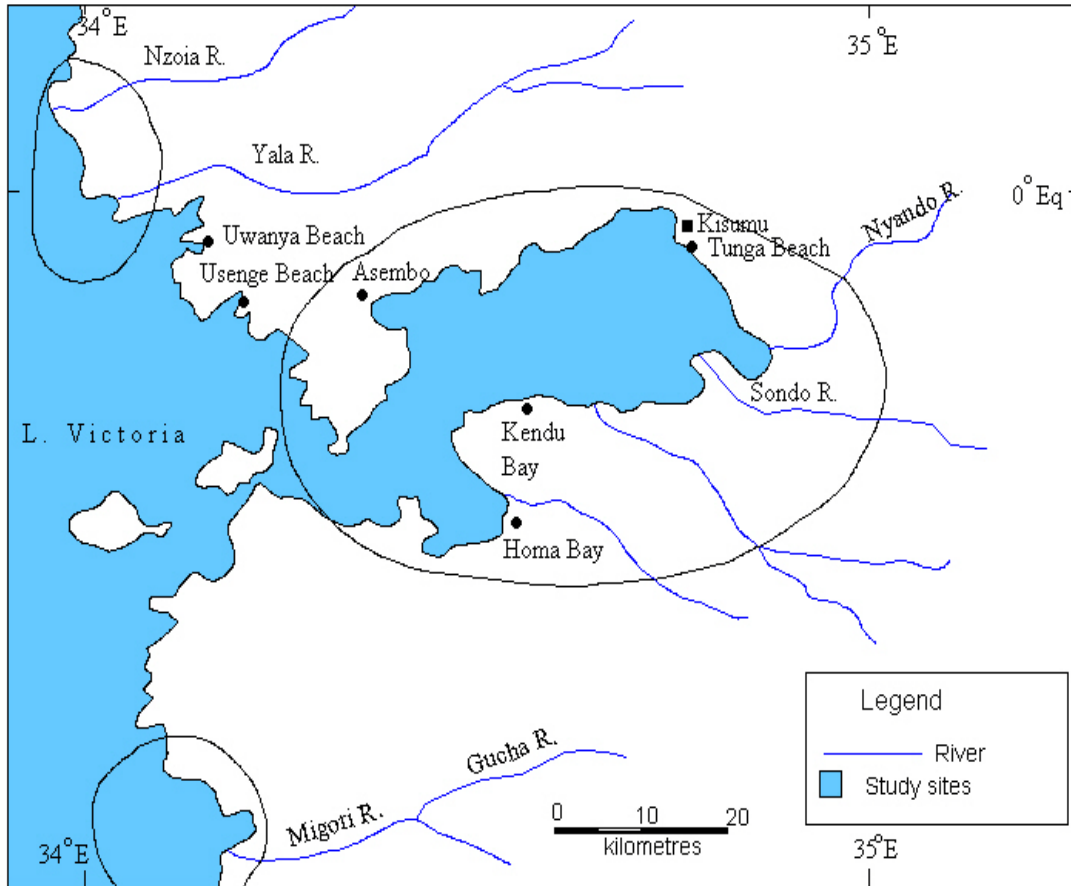 34°E
35°E
Nzoia R.
Yala R.
0°Eq
Nyando R.
Kisumu
Tunga Beach
Uwanya Beach
Usenge Beach
Asembo
Sondo R.
L. Victoria
Kendu
Bay
Homa Bay
Legend
River
Study sites
Gucha R.
Migoti R.
0 10 20
kilometres
34°E
35°E